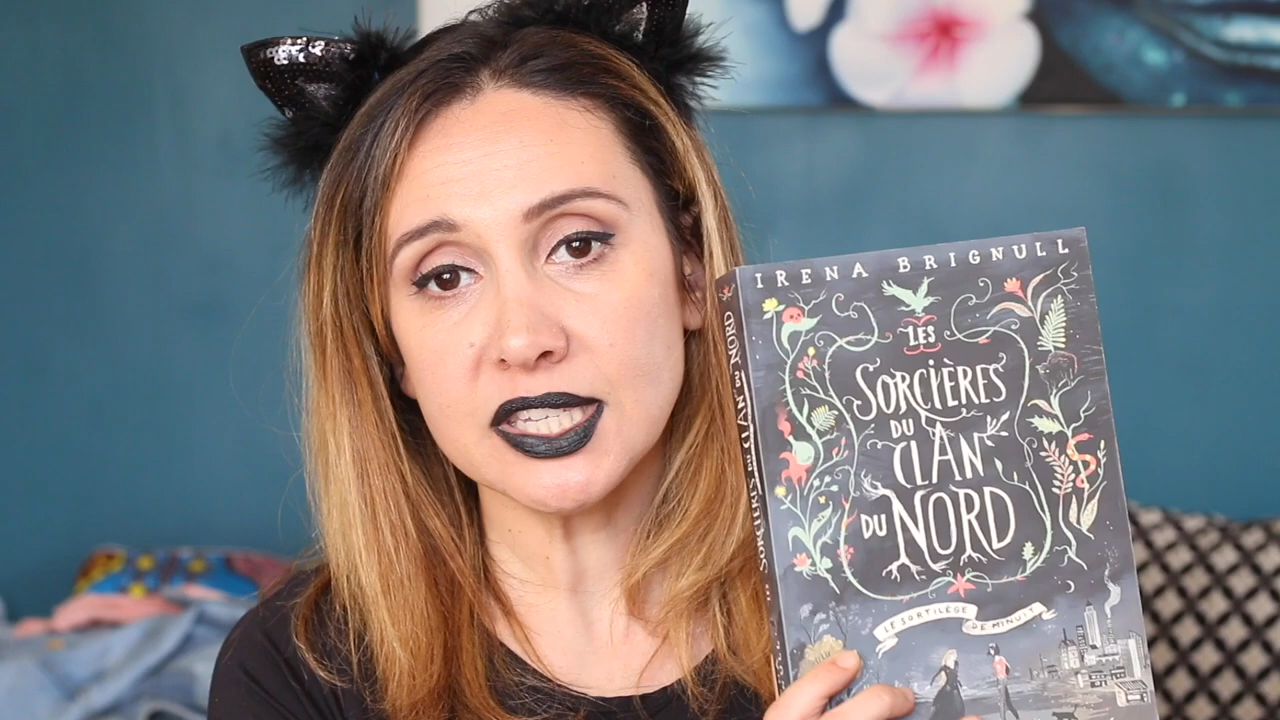 IRENA BRIGNULL
LES
SORCIÈRES
DU
CLAN
DU NORD
LE SORTILÈGE
DE MINUIT
SORCIÈRES DU CLAN DU NORD